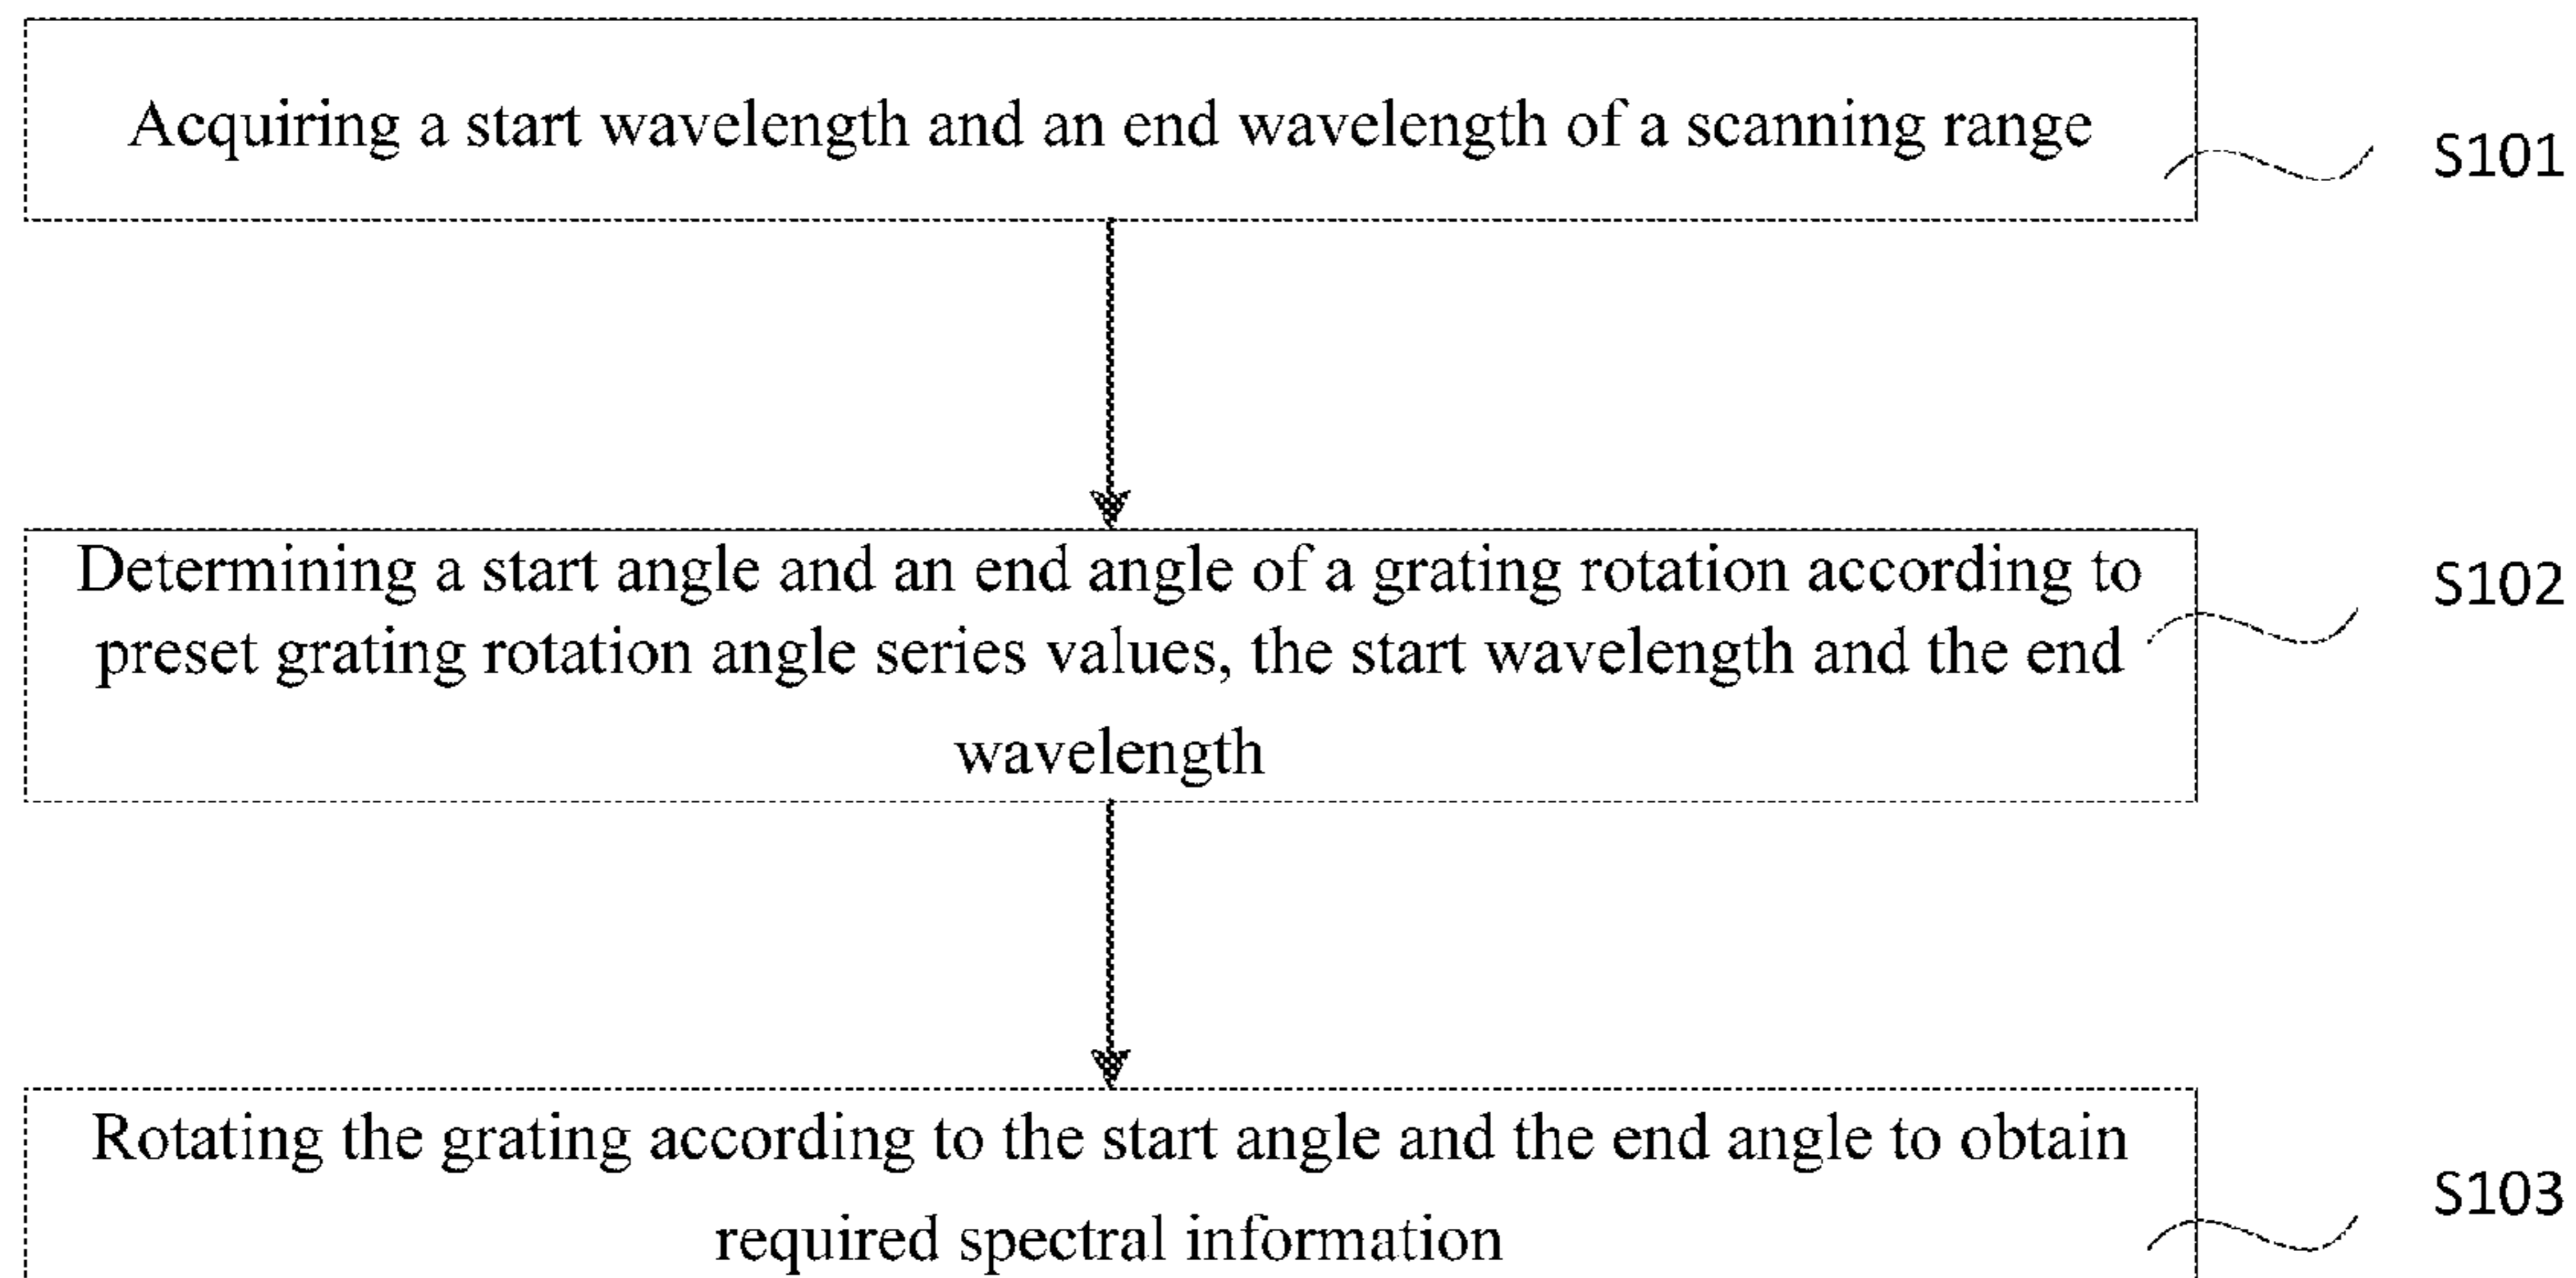 Acquiring a start wavelength and an end wavelength of a scanning range
S101
Determining a start angle and an end angle of a grating rotation according to
preset grating rotation angle series values, the start wavelength and the end
wavelength
S102
Rotating the grating according to the start angle and the end angle to obtain
required spectral information
S103